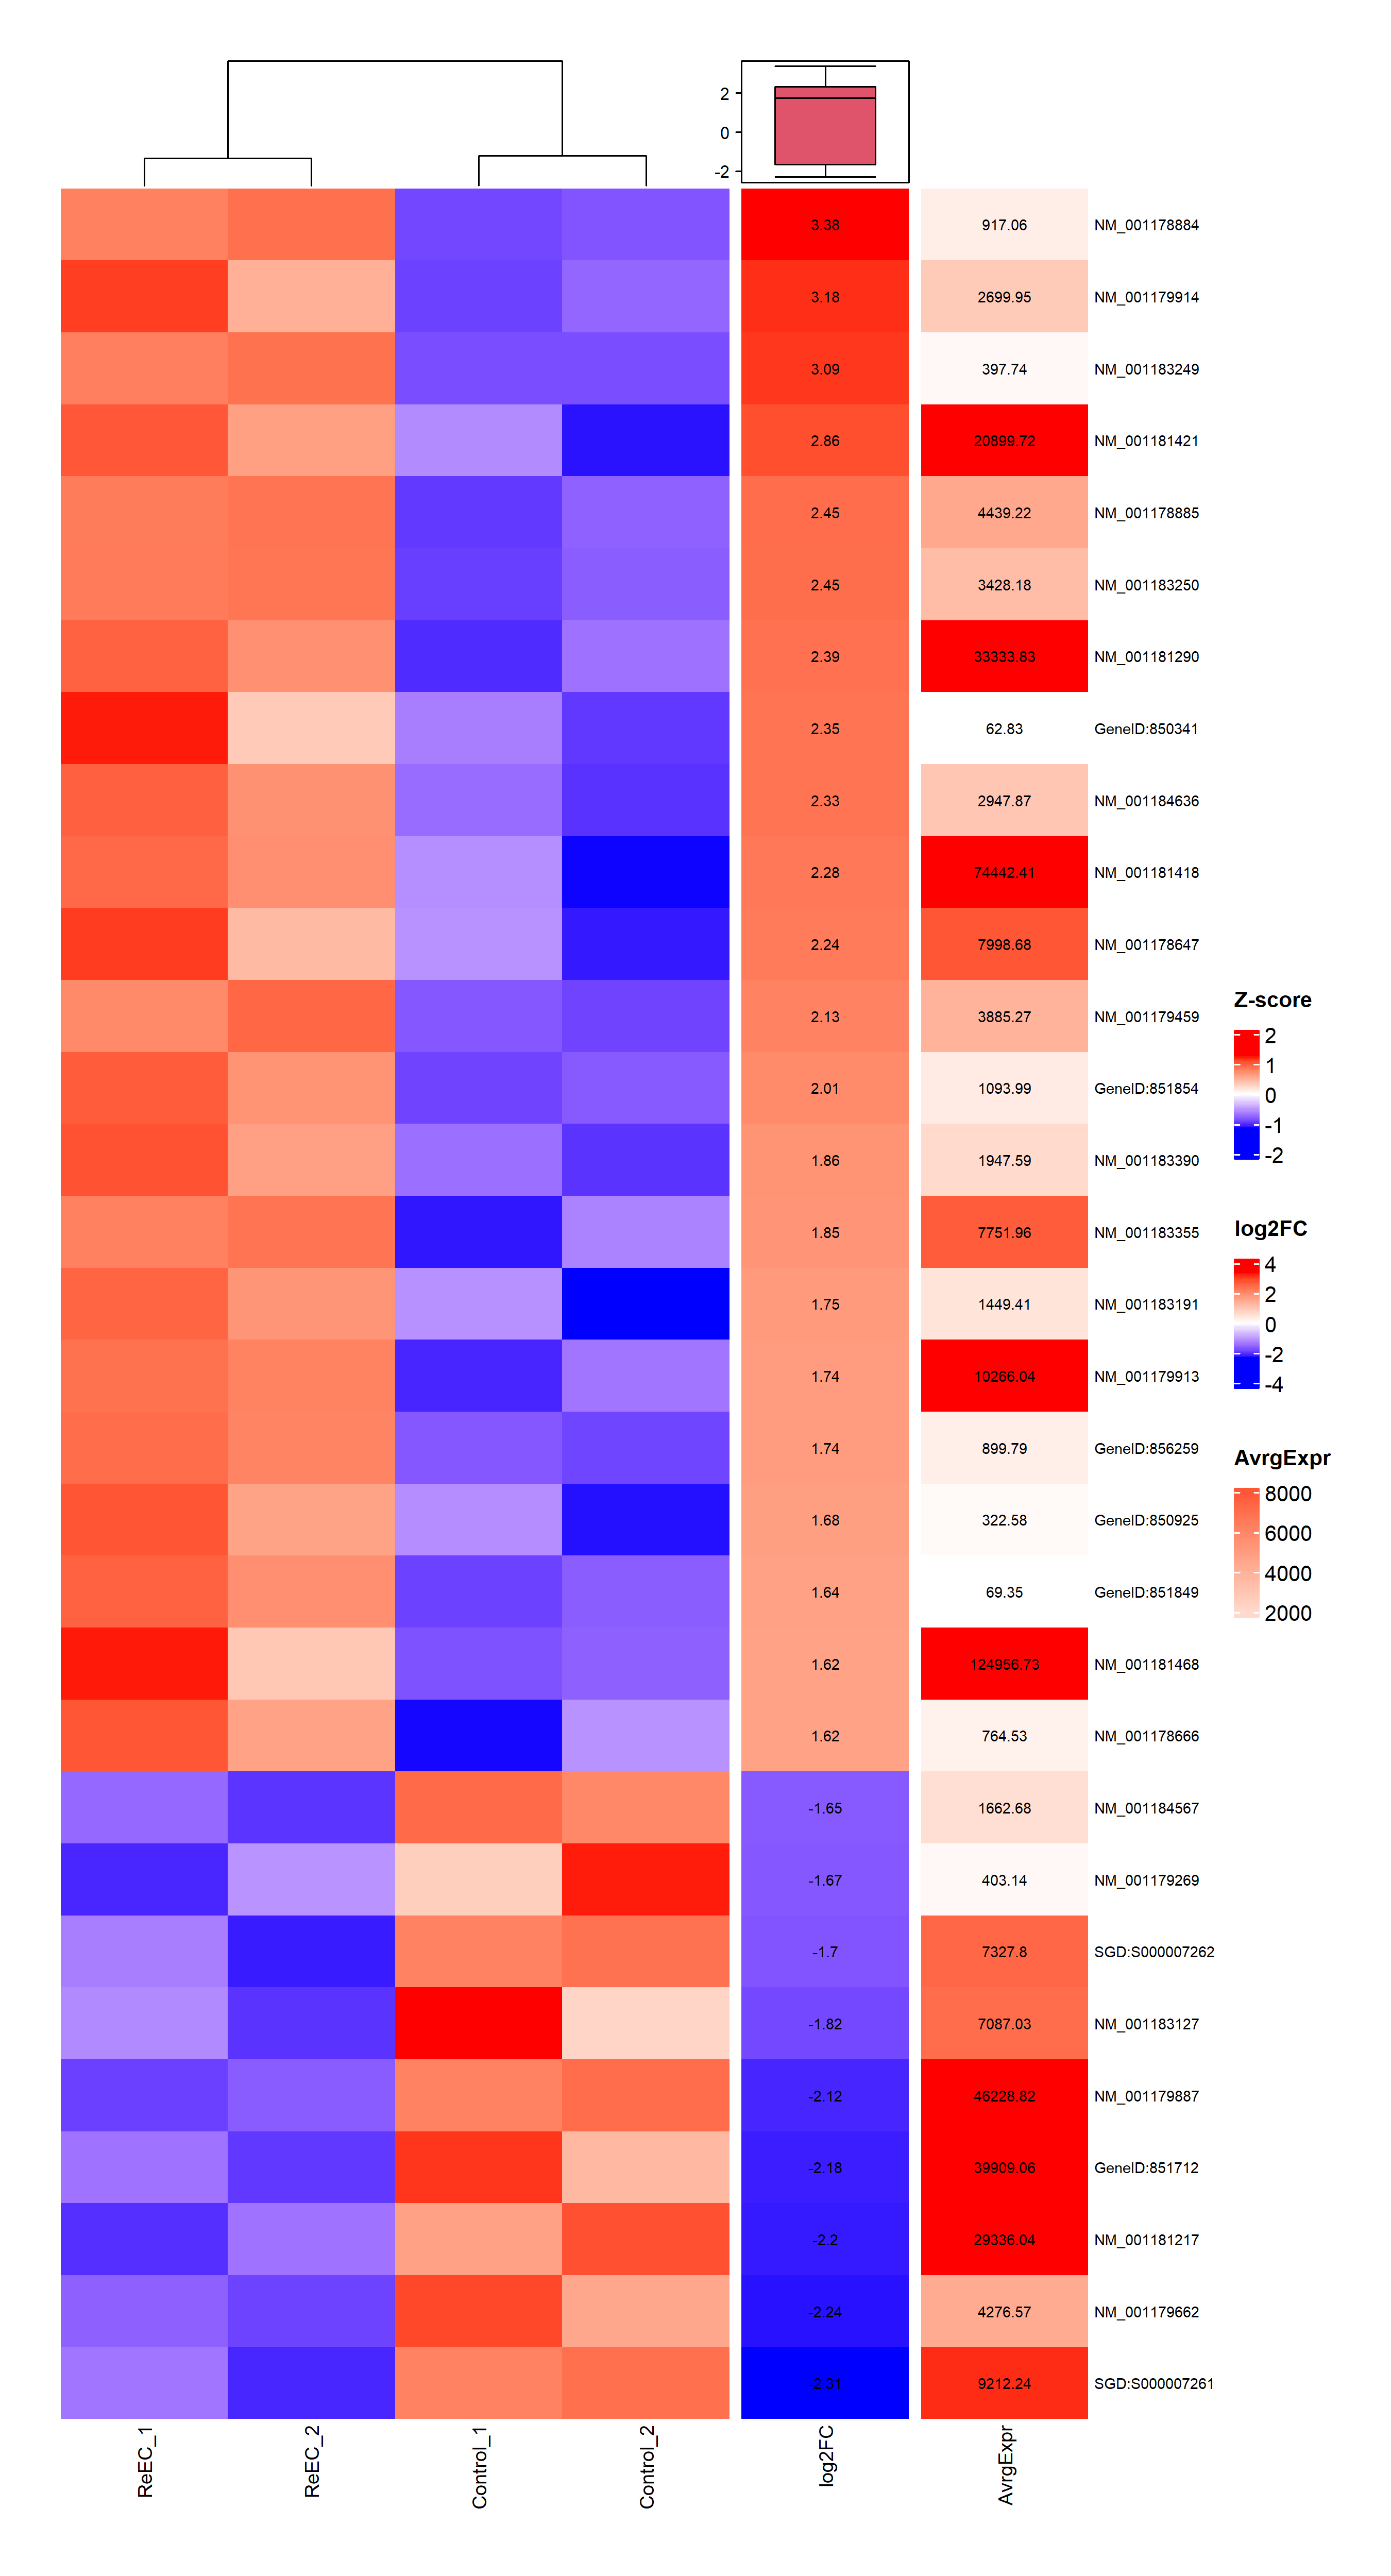 2
0
-2
3.38 917.06 NM_001178884
3.18 2699.95 NM_001179914
3.09 397.74 NM_001183249
2.86 20899.72 NM_001181421
2.45 4439.22 NM_001178885
2.45 3428.18 NM_001183250
2.39 33333.83 NM_001181290
2.35 62.83 GeneID:850341
2.33 2947.87 NM_001184636
2.28 74442.41 NM_001181418
2.24 7998.68 NM_001178647
2.13 3885.27 NM_001179459
2.01 1093.99 GeneID:851854
1.86 1947.59 NM_001183390
1.85 7751.96 NM_001183355
1.75 1449.41 NM_001183191
1.74 10266.04 NM_001179913
1.74 899.79 GeneID:856259
1.68 322.58 GeneID:850925
1.64 69.35 GeneID:851849
1.62 124956.73 NM_001181468
1.62 764.53 NM_001178666
-1.65 1662.68 NM_001184567
-1.67 403.14 NM_001179269
-1.7 7327.8 SGD:S000007262
-1.82 7087.03 NM_001183127
-2.12 46228.82 NM_001179887
-2.18 39909.06 GeneID:851712
-2.2 29336.04 NM_001181217
-2.24 4276.57 NM_001179662
-2.31 9212.24 SGD:S000007261
ReEC_1
ReEC_2
Control_1
Control_2
log2FC
AvrgExpr
Z-score
2
1
0
-1
-2
log2FC
4
2
0
-2
-4
AvrgExpr
8000
6000
4000
2000